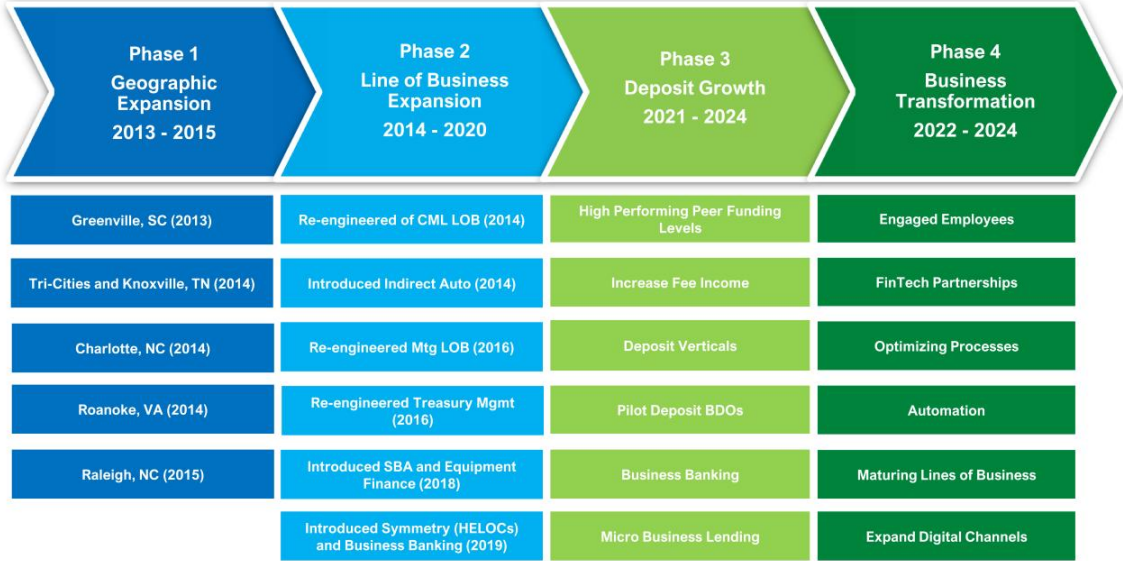 Phase 1
Geographic
Expansion
2013 - 2015
Phase 2
Line of Business
Expansion
2014 - 2020
Phase 3
Deposit Growth
2021 - 2024
Phase 4
Business
Transformation
2022 - 2024
Greenville, SC (2013)
Tri-Cities and Knoxville, TN (2014)
Charlotte, NC (2014)
Roanoke, VA (2014)
Raleigh, NC (2015)
Re-engineered of CML LOB (2014)
Introduced Indirect Auto (2014)
Re-engineered Mtg LOB (2016)
Re-engineered Treasury Mgmt
(2016)
Introduced SBA and Equipment
Finance (2018)
Introduced Symmetry (HELOCs)
and Business Banking (2019)
High Performing Peer Funding
Levels
Increase Fee Income
Deposit Verticals
Pilot Deposit BDOs
Business Banking
Micro Business Lending
Engaged Employees
FinTech Partnerships
Optimizing Processes
Automation
Maturing Lines of Business
Expand Digital Channels